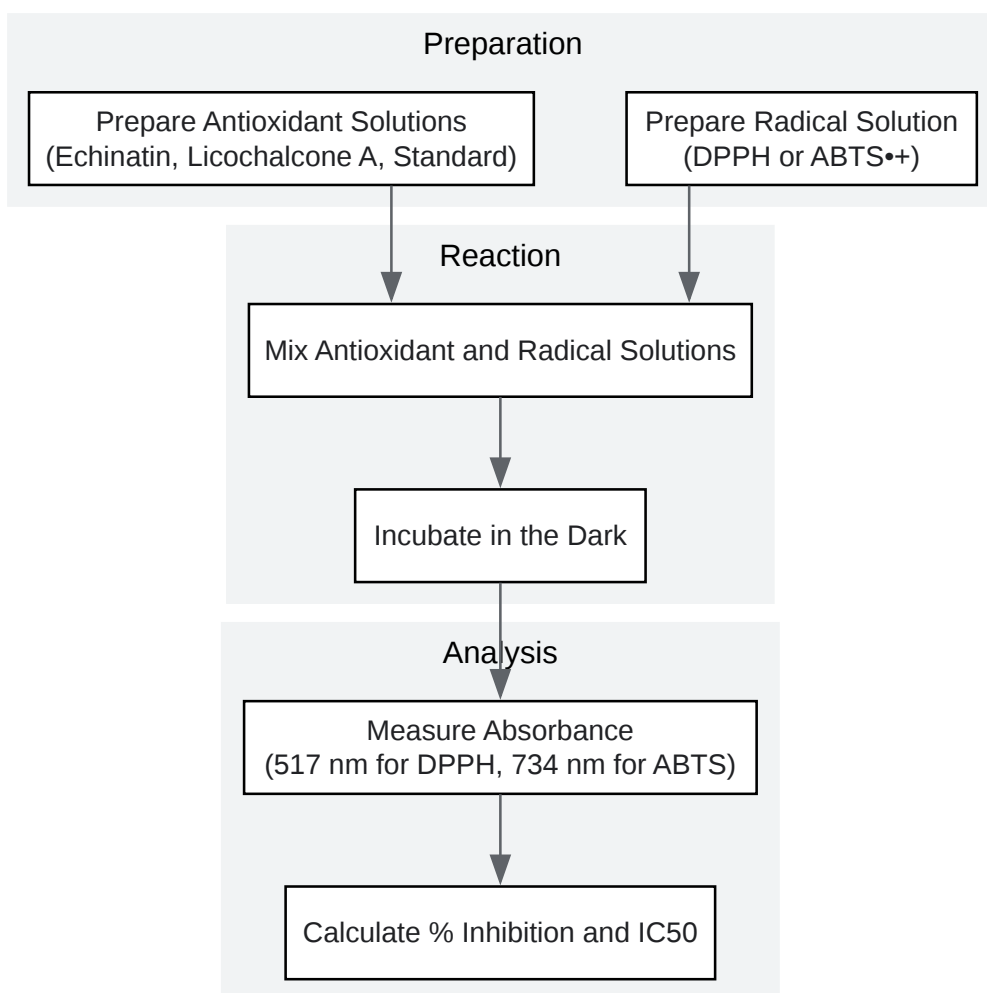 Preparation
Prepare Antioxidant Solutions
(Echinatin, Licochalcone A, Standard)
Prepare Radical Solution
(DPPH or ABTS•+)
Reaction
Mix Antioxidant and Radical Solutions
Incubate in the Dark
Analysis
Measure Absorbance
(517 nm for DPPH, 734 nm for ABTS)
Calculate % Inhibition and IC50